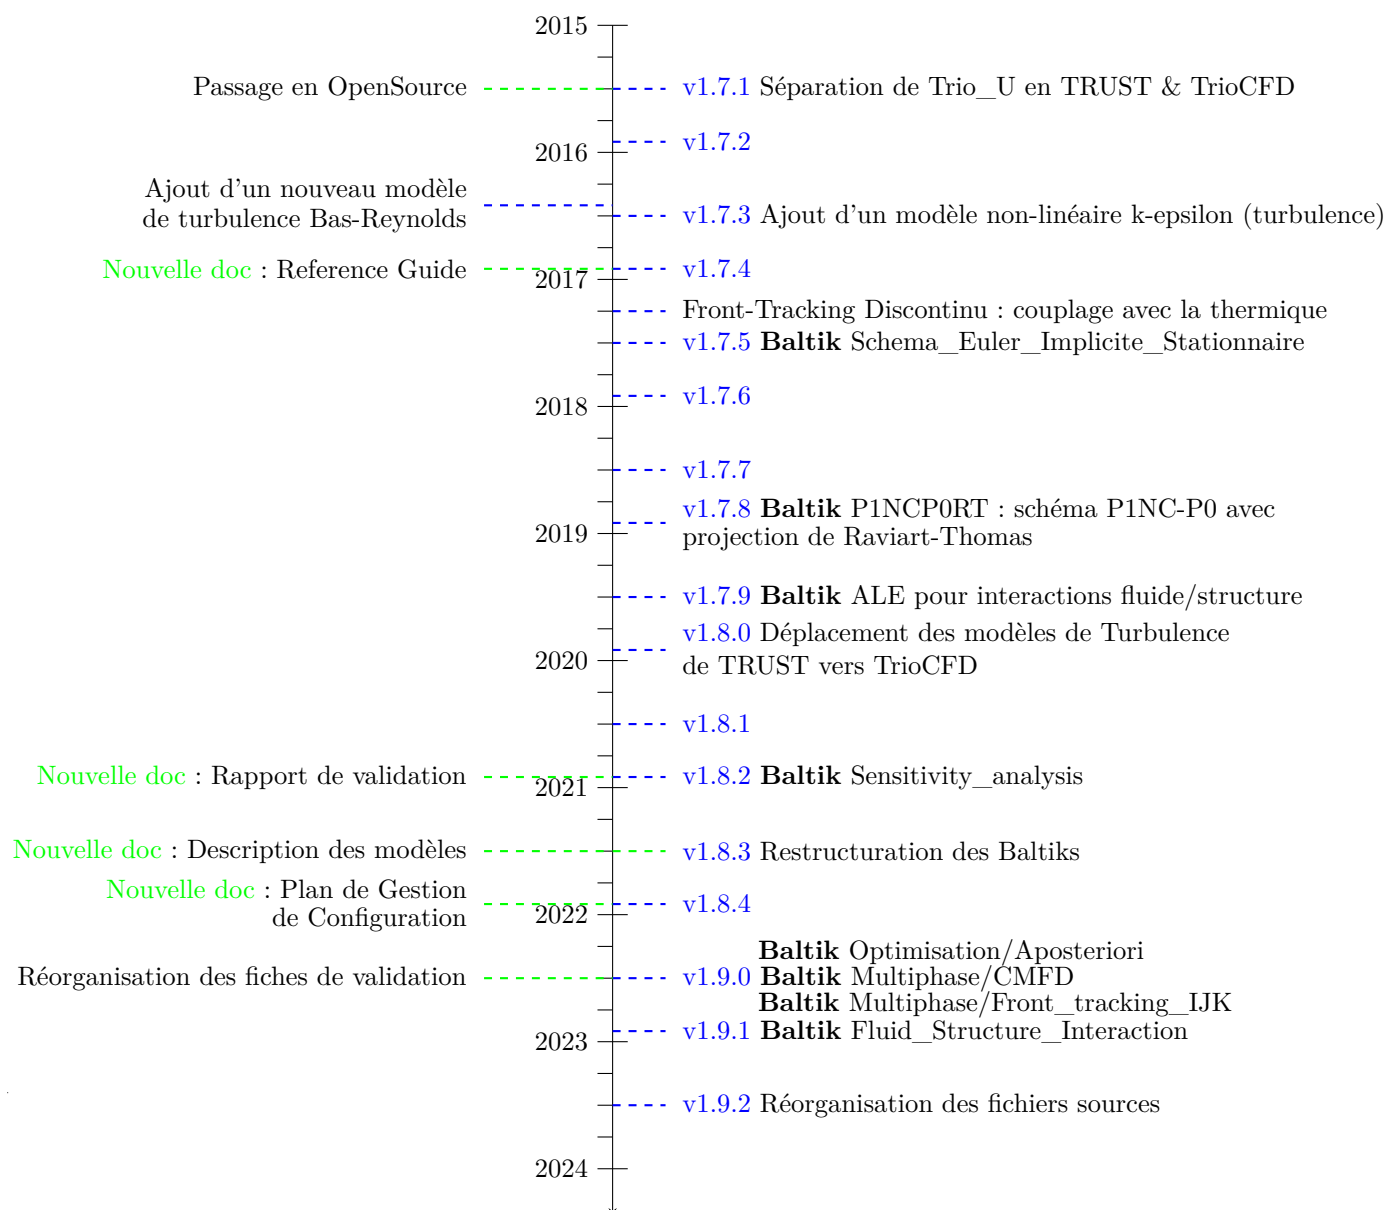 2015
Passage en OpenSource
v1.7.1 Séparation de Trio_U en TRUST & TrioCFD
v1.7.2
2016
Ajout d'un nouveau modèle
de turbulence Bas-Reynolds
v1.7.3 Ajout d'un modèle non-linéaire k-epsilon (turbulence)
Nouvelle doc : Reference Guide
v1.7.4
2017
Front-Tracking Discontinu : couplage avec la thermique
v1.7.5 Baltik Schema_Euler_Implicite_Stationnaire
v1.7.6
2018
v1.7.7
v1.7.8 Baltik P1NCP0RT : schéma P1NC-P0 avec
projection de Raviart-Thomas
2019
v1.7.9 Baltik ALE pour interactions fluide/structure
v1.8.0 Déplacement des modèles de Turbulence
de TRUST vers TrioCFD
2020
v1.8.1
Nouvelle doc : Rapport de validation
v1.8.2 Baltik Sensitivity_analysis
2021
Nouvelle doc : Description des modèles
v1.8.3 Restructuration des Baltiks
Nouvelle doc : Plan de Gestion
de Configuration
v1.8.4
2022
Baltik Optimisation/Aposteriori
Réorganisation des fiches de validation
v1.9.0 Baltik Multiphase/CMFD
Baltik Multiphase/Front_tracking_IJK
v1.9.1 Baltik Fluid_Structure_Interaction
2023
v1.9.2 Réorganisation des fichiers sources
2024